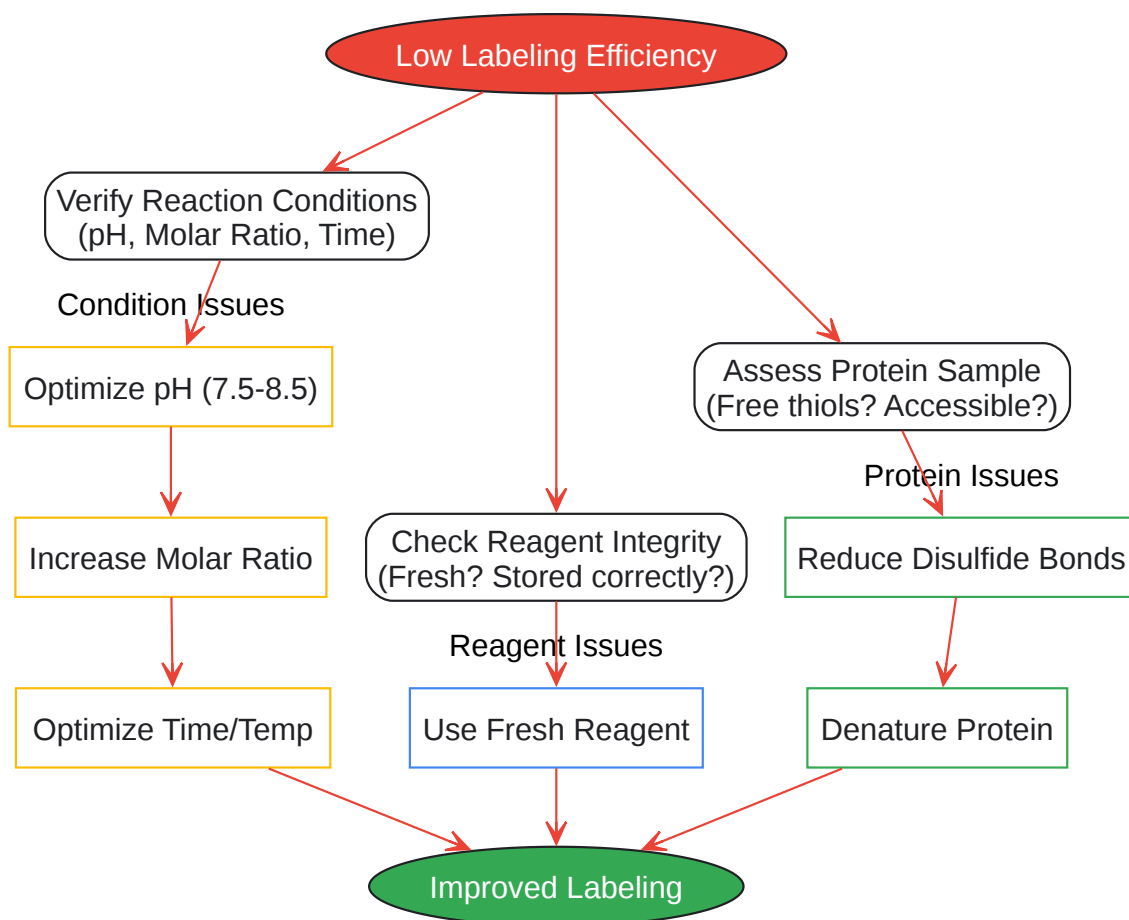 Low Labeling Efficiency
Verify Reaction Conditions
(pH, Molar Ratio, Time)
Condition Issues
Optimize pH (7.5-8.5)
Assess Protein Sample
(Free thiols? Accessible?)
Protein Issues
Increase Molar Ratio
Check Reagent Integrity
(Fresh? Stored correctly?)
Reduce Disulfide Bonds
Reagent Issues
Optimize Time/Temp
Use Fresh Reagent
Denature Protein
Improved Labeling